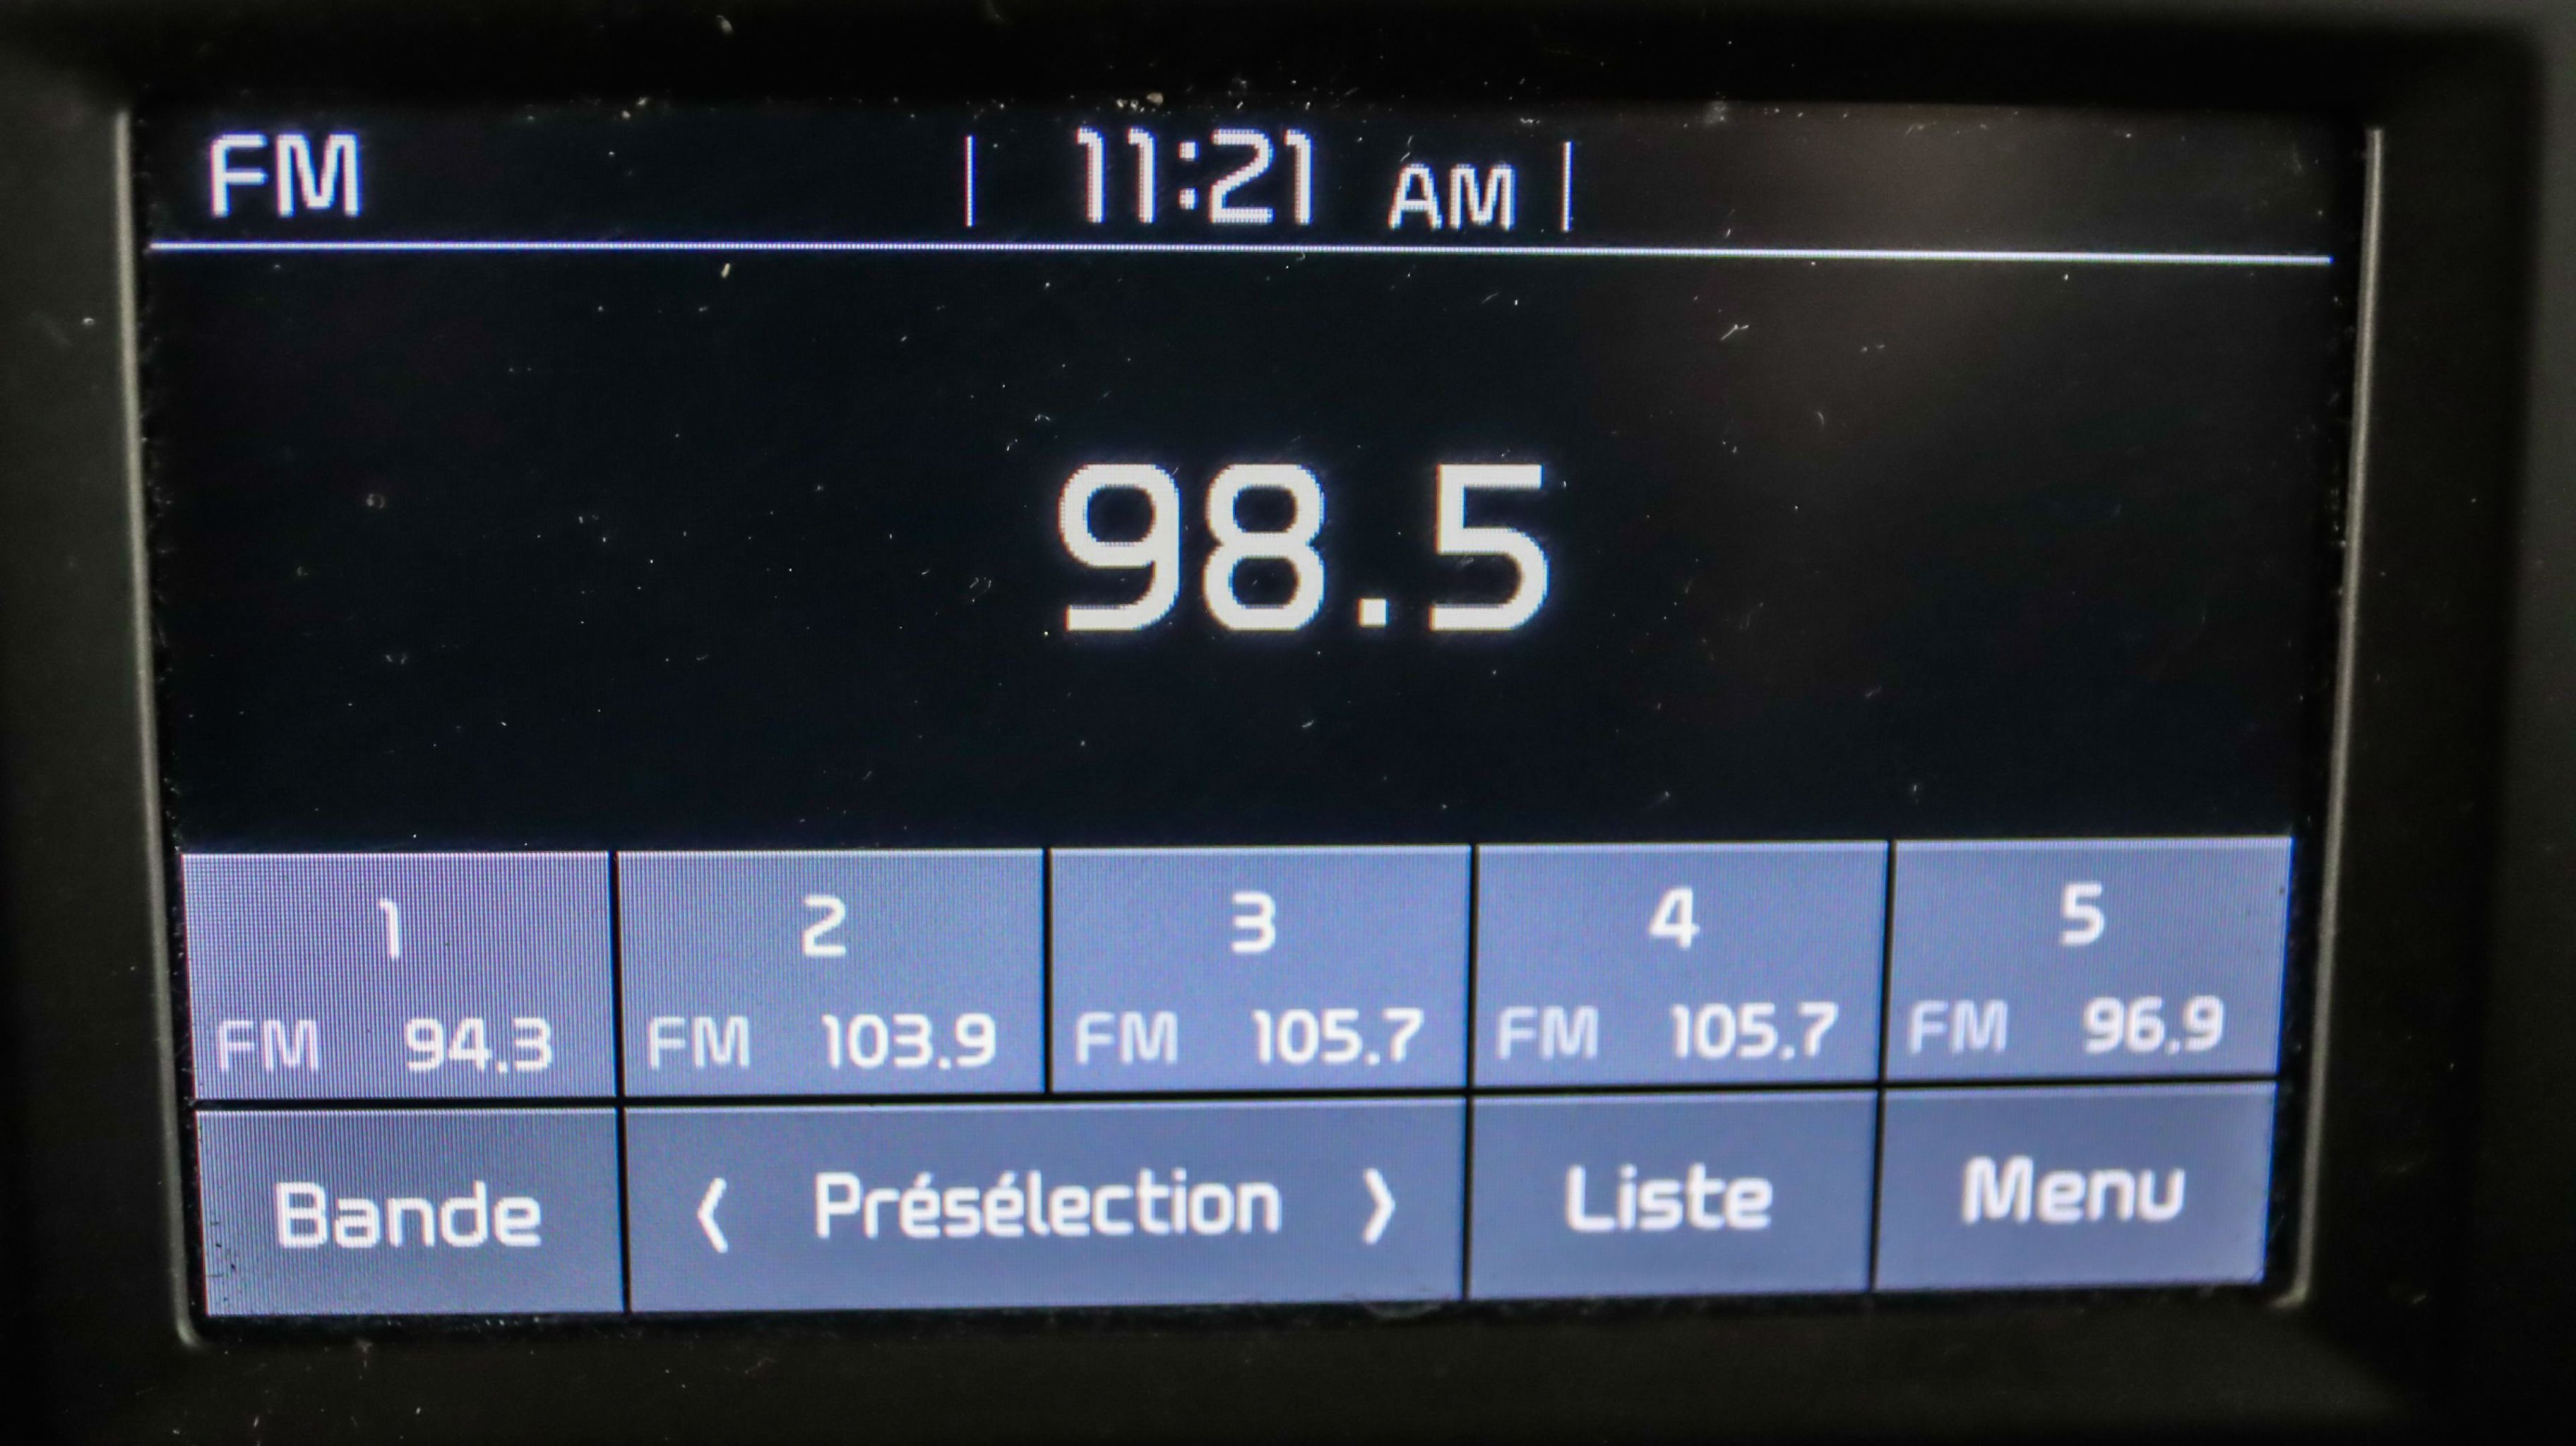 FM | 11:21 AM |
98.5
1 2 3 4 5
FM 94.3 FM 103.9 FM 105.7 FM 105.7 FM 96.9
Bande ⟨ Présélection ⟩ Liste Menu